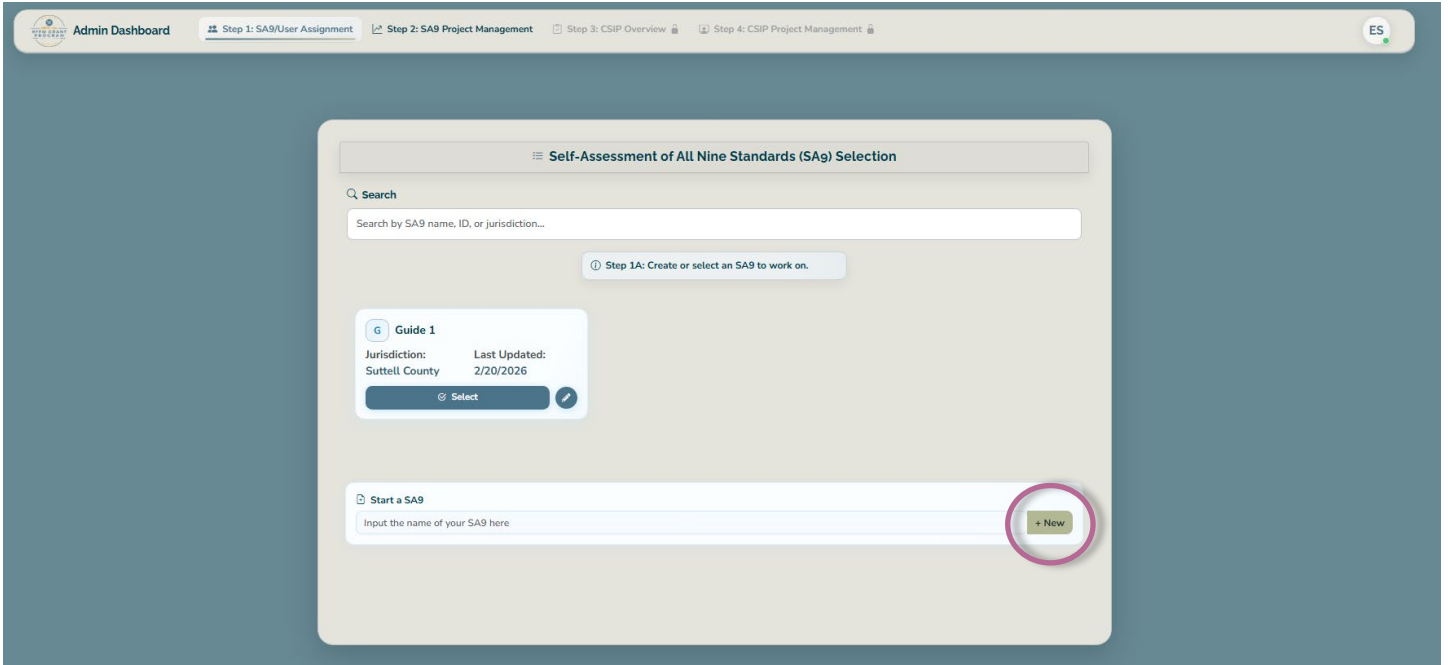 NFFM GRANT
PROGRAM
Admin Dashboard
Step 1: SA9/User Assignment
Step 2: SA9 Project Management
Step 3: CSIP Overview
Step 4: CSIP Project Management
ES
Self-Assessment of All Nine Standards (SA9) Selection
Search
Search by SA9 name, ID, or jurisdiction...
Step 1A: Create or select an SA9 to work on.
G Guide 1
Jurisdiction: Last Updated:
Suttell County 2/20/2026
Select
Start a SA9
Input the name of your SA9 here
+ New